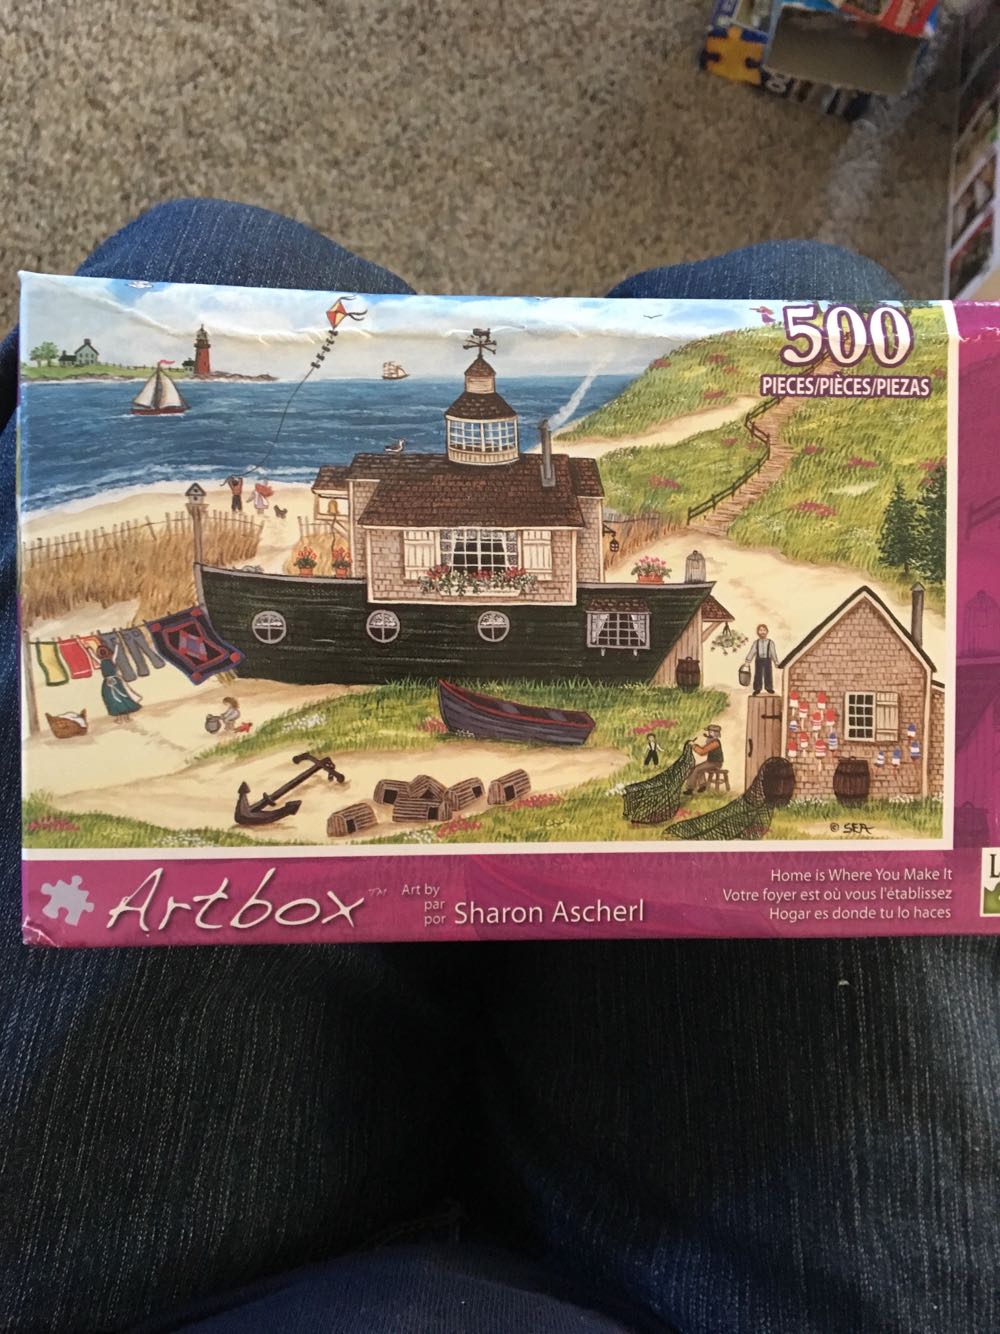 500
PIECES/PIÈCES/PIEZAS
© SEA
Artbox™
Art by
par
por
Sharon Ascherl
Home is Where You Make It
Votre foyer est où vous l'établissez
Hogar es donde tu lo haces
L